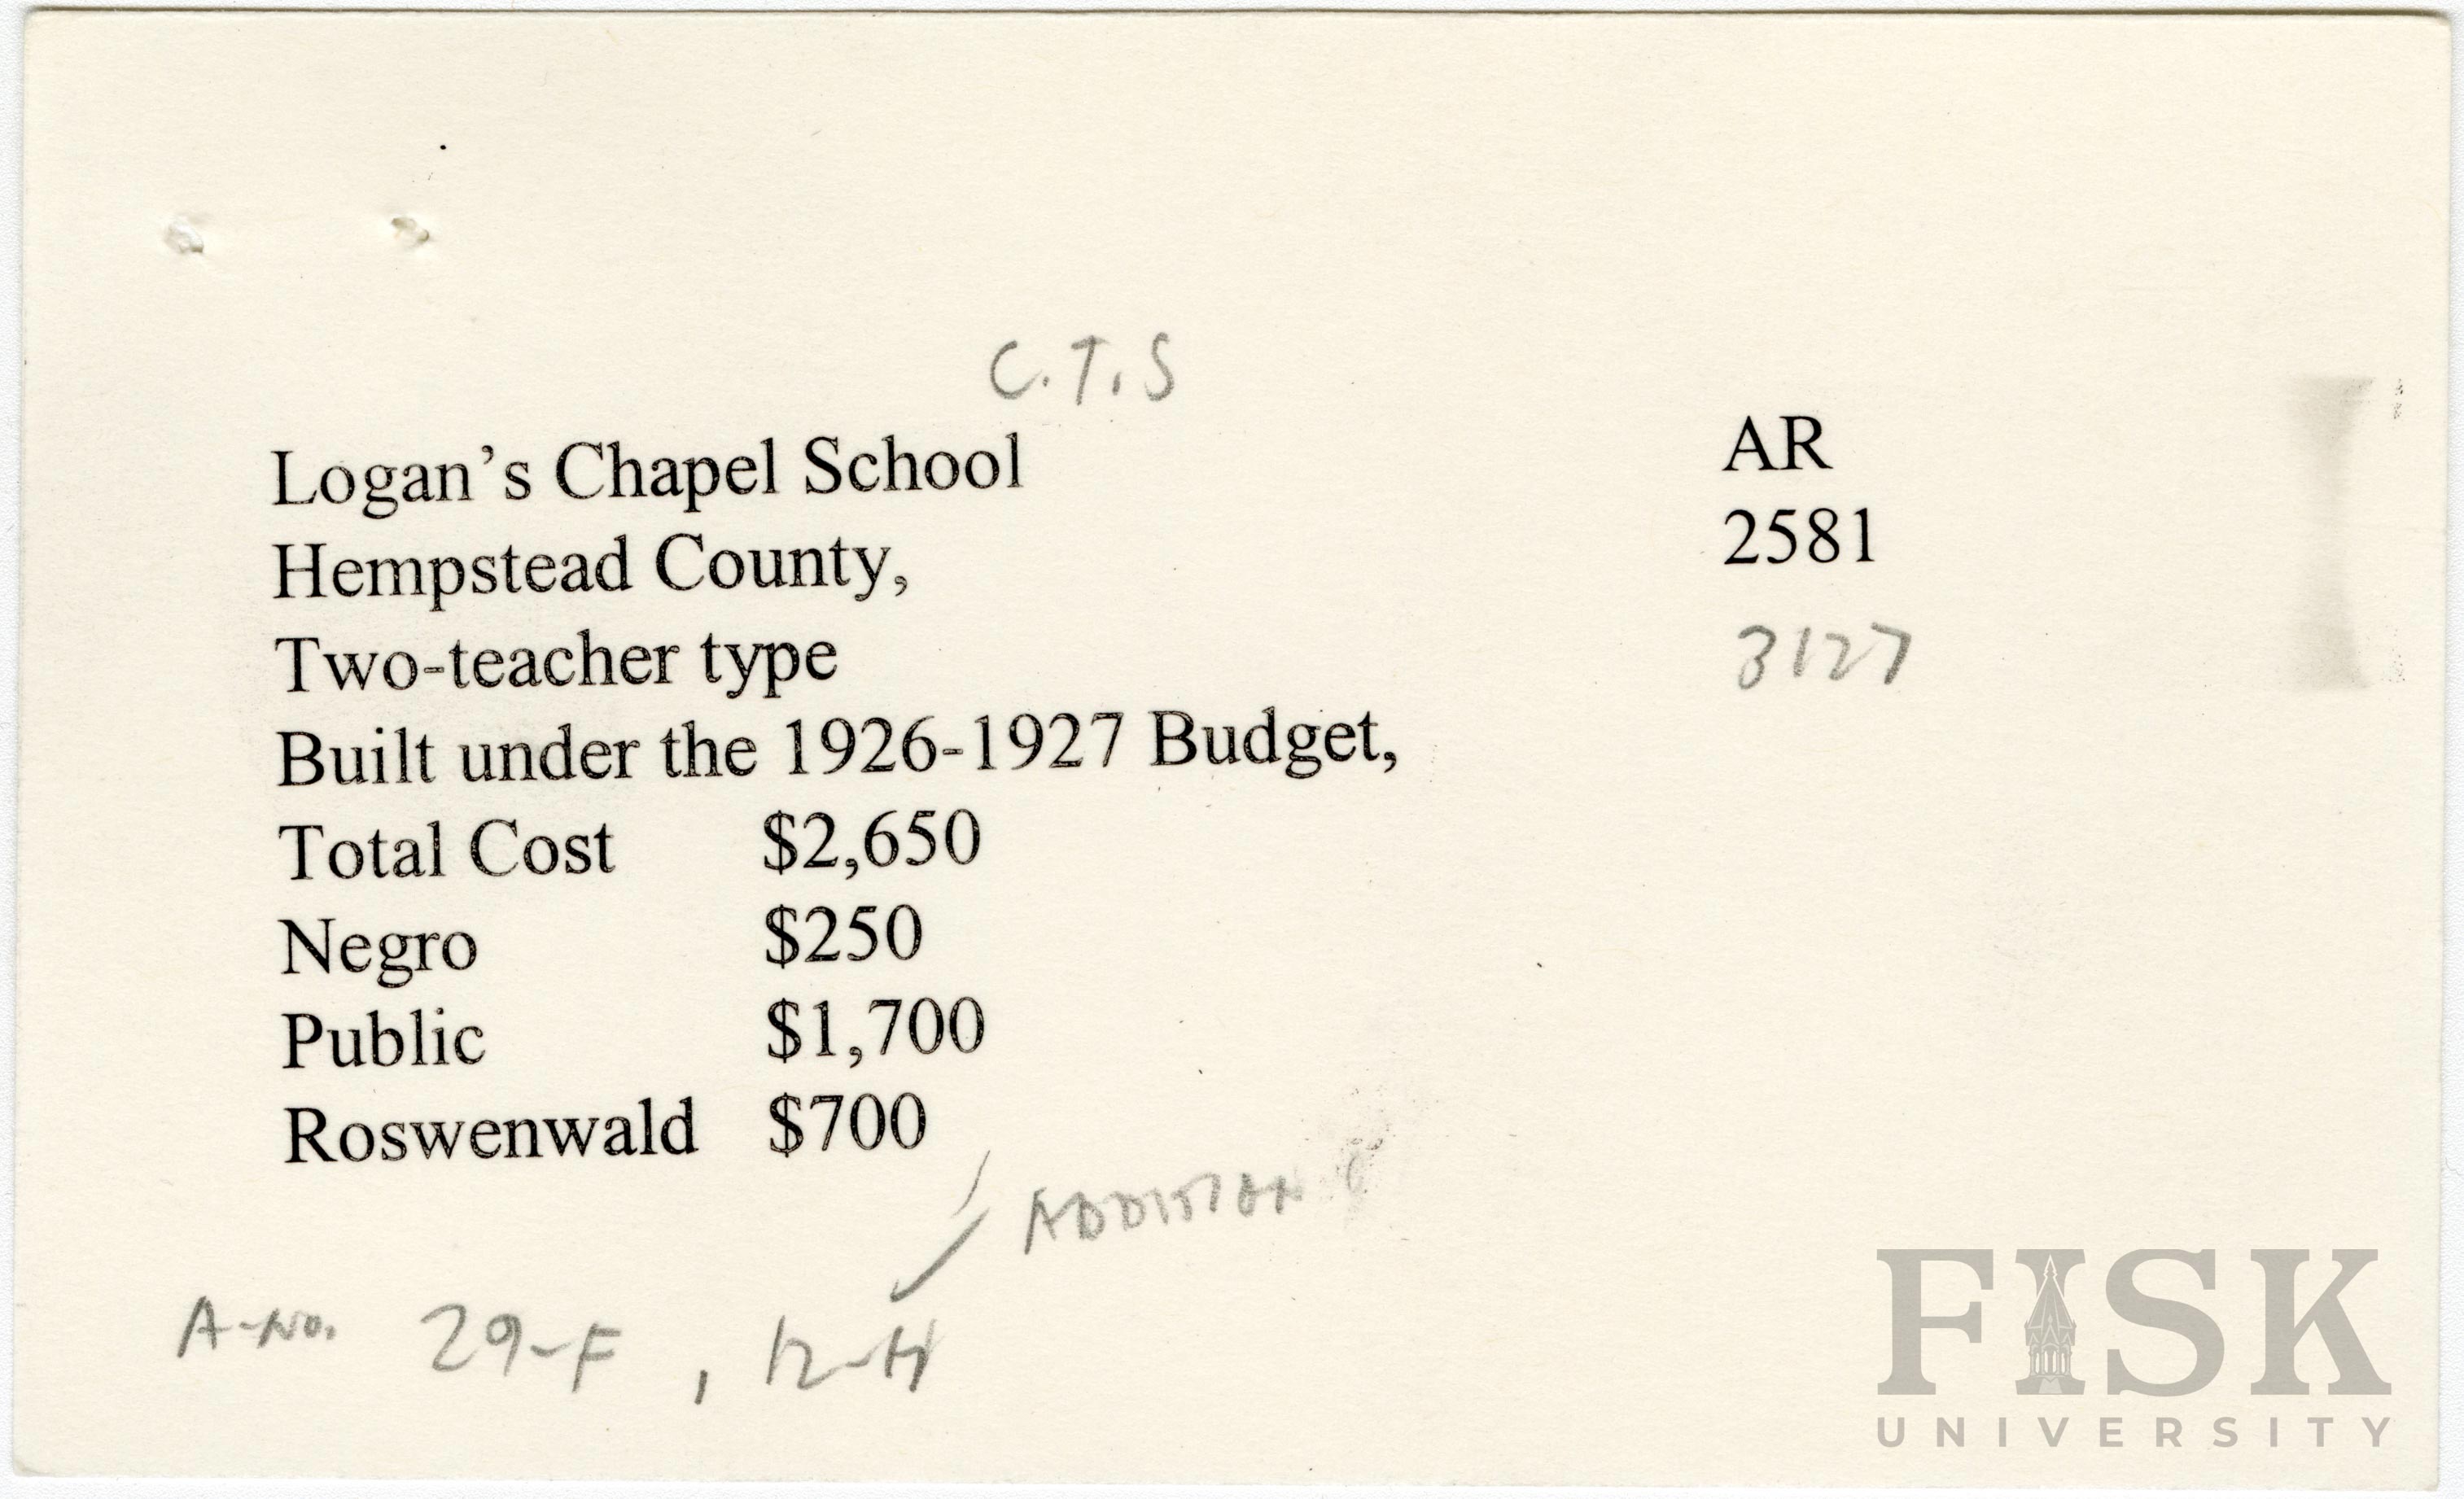 C.T.S
Logan's Chapel School
AR
Hempstead County,
2581
Two-teacher type
3127
Built under the 1926-1927 Budget,
Total Cost $2,650
Negro $250
Public $1,700
Roswenwald $700
ADDITION
A-No. 29-F , 12-H
FISK
UNIVERSITY